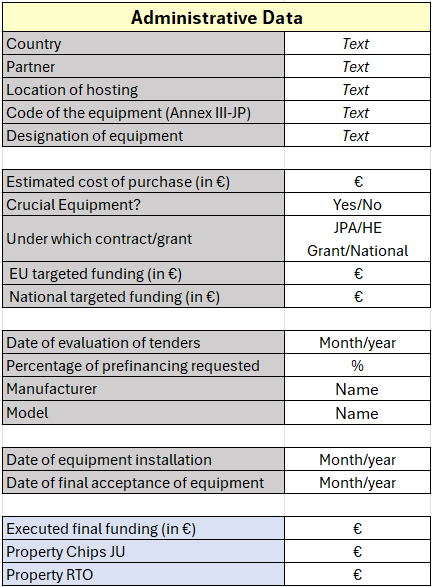 Administrative Data
Country Text
Partner Text
Location of hosting Text
Code of the equipment (Annex III-JP) Text
Designation of equipment Text
Estimated cost of purchase (in €) €
Crucial Equipment? Yes/No
Under which contract/grant JPA/HE
Grant/National
EU targeted funding (in €) €
National targeted funding (in €) €
Date of evaluation of tenders Month/year
Percentage of prefinancing requested %
Manufacturer Name
Model Name
Date of equipment installation Month/year
Date of final acceptance of equipment Month/year
Executed final funding (in €) €
Property Chips JU €
Property RTO €